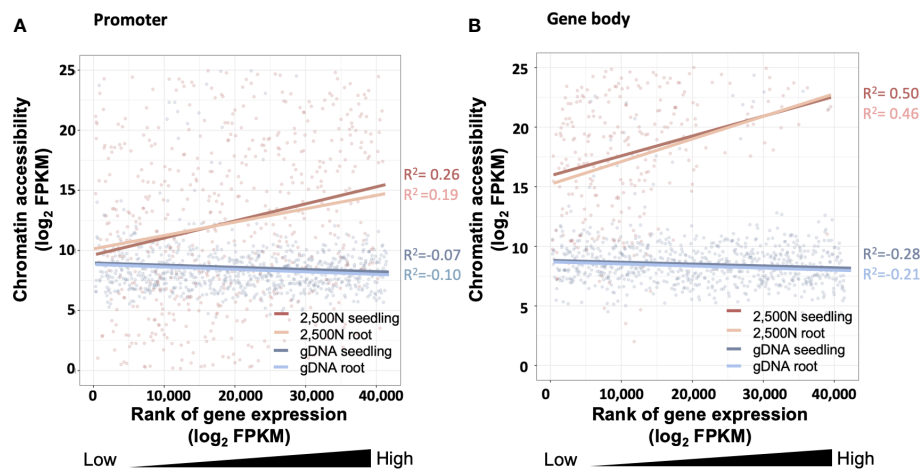 A
Promoter
Chromatin accessibility
(log2 FPKM)
25
20
15
10
5
0
R2= 0.26
R2=0.19
R2=-0.07
R2=-0.10
2,500N seedling
2,500N root
gDNA seedling
gDNA root
0 10,000 20,000 30,000 40,000
Rank of gene expression
(log2 FPKM)
Low High
B
Gene body
Chromatin accessibility
(log2 FPKM)
25
20
15
10
5
0
R2= 0.50
R2= 0.46
R2=-0.28
R2=-0.21
2,500N seedling
2,500N root
gDNA seedling
gDNA root
0 10,000 20,000 30,000 40,000
Rank of gene expression
(log2 FPKM)
Low High